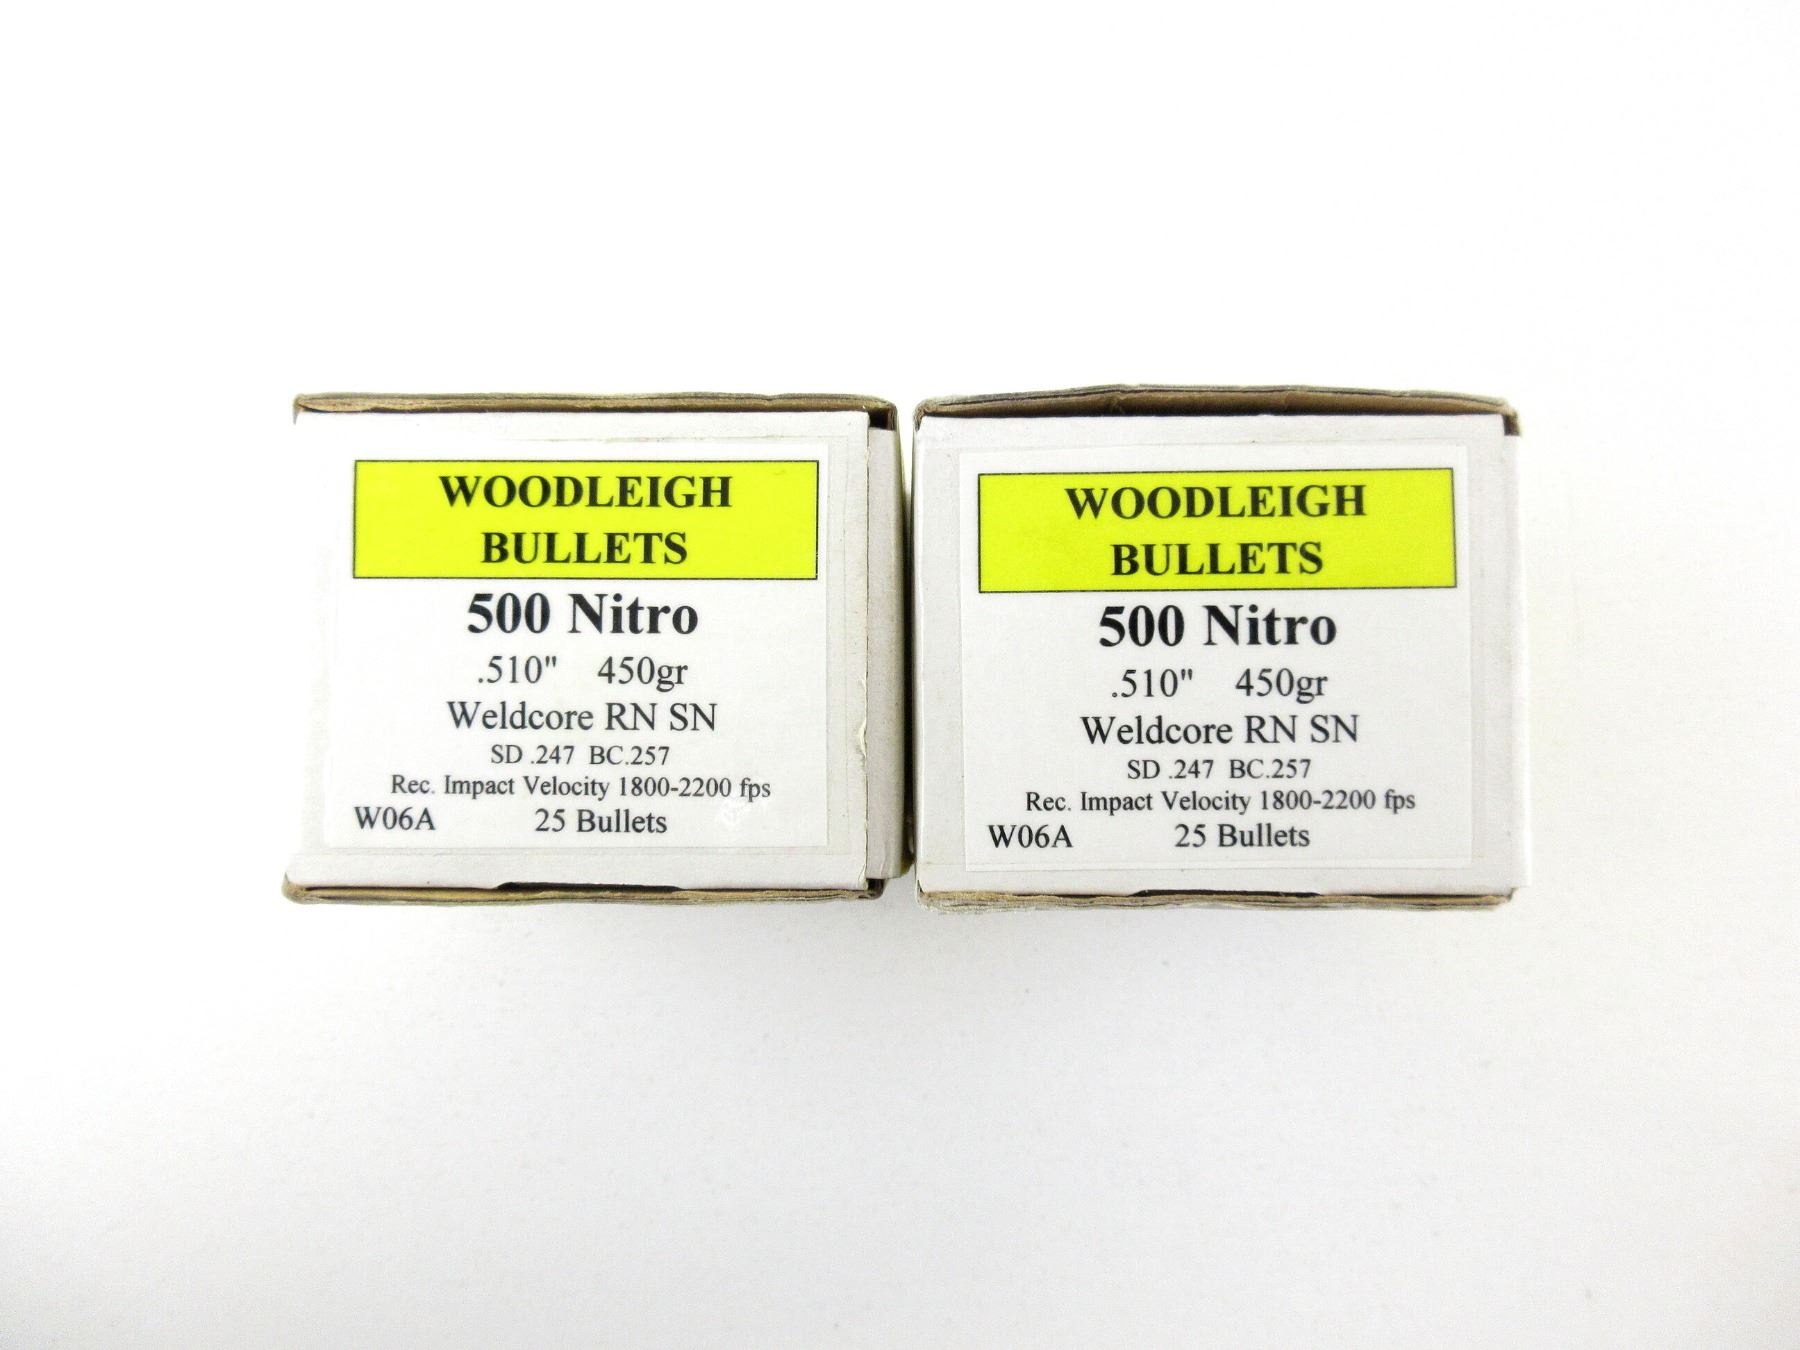 WOODLEIGH
BULLETS
500 Nitro
.510" 450gr
Weldcore RN SN
SD .247 BC.257
Rec. Impact Velocity 1800-2200 fps
W06A 25 Bullets
WOODLEIGH
BULLETS
500 Nitro
.510" 450gr
Weldcore RN SN
SD .247 BC.257
Rec. Impact Velocity 1800-2200 fps
W06A 25 Bullets